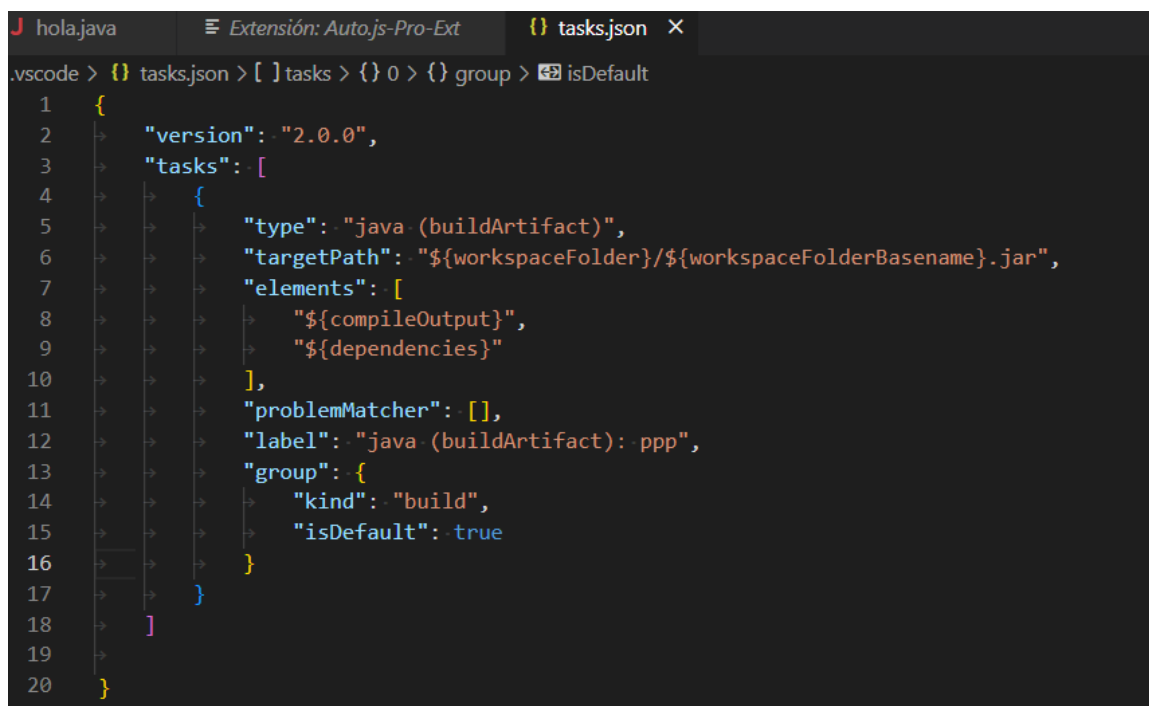 hola.java Extensión: Auto.js-Pro-Ext {} tasks.json ×
.vscode > {} tasks.json > [ ] tasks > {} 0 > {} group > isDefault
1 {
2 "version": "2.0.0",
3 "tasks": [
4 {
5 "type": "java (buildArtifact)",
6 "targetPath": "${workspaceFolder}/${workspaceFolderBasename}.jar",
7 "elements": [
8 "${compileOutput}",
9 "${dependencies}"
10 ],
11 "problemMatcher": [],
12 "label": "java (buildArtifact): ppp",
13 "group": {
14 "kind": "build",
15 "isDefault": true
16 }
17 }
18 ]
19
20 }